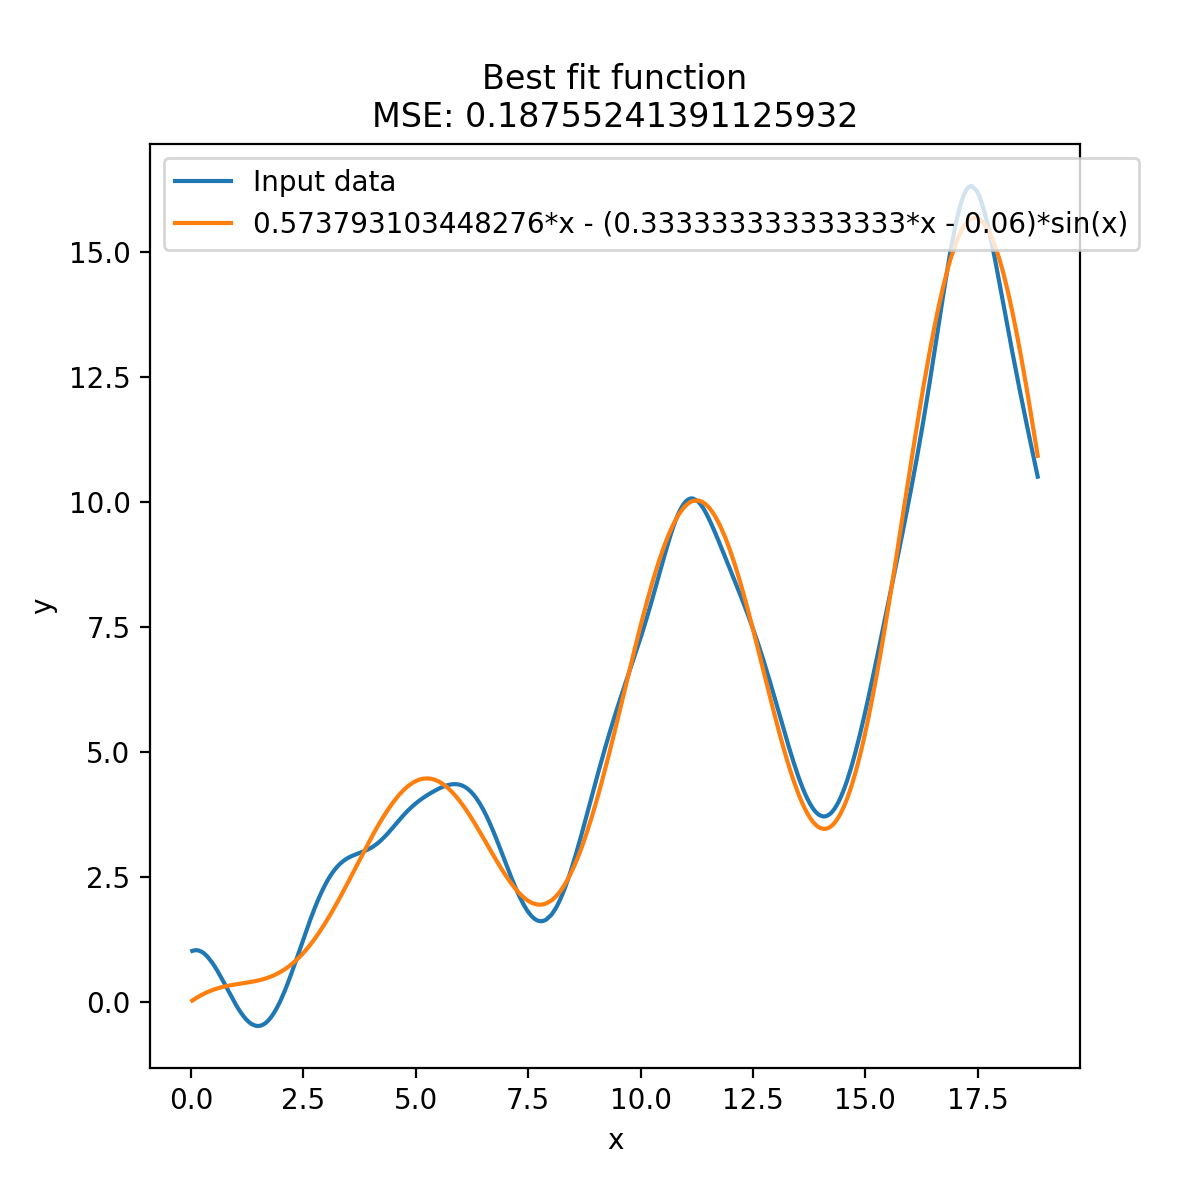 Best fit function
MSE: 0.18755241391125932
Input data
0.573793103448276*x - (0.333333333333333*x - 0.06)*sin(x)
15.0
12.5
10.0
7.5
5.0
2.5
0.0
y
0.0 2.5 5.0 7.5 10.0 12.5 15.0 17.5
x